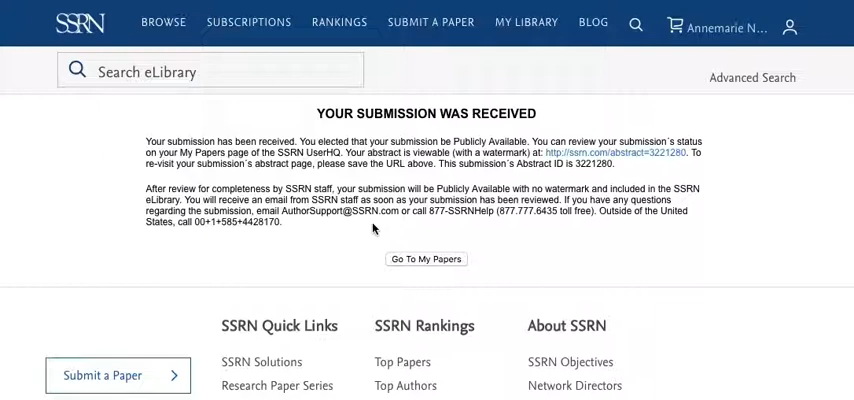 SSRN BROWSE SUBSCRIPTIONS RANKINGS SUBMIT A PAPER MY LIBRARY BLOG Annemarie N...
Search eLibrary
Advanced Search
YOUR SUBMISSION WAS RECEIVED
Your submission has been received. You elected that your submission be Publicly Available. You can review your submission´s status
on your My Papers page of the SSRN UserHQ. Your abstract is viewable (with a watermark) at: http://ssrn.com/abstract=3221280. To
re-visit your submission´s abstract page, please save the URL above. This submission´s Abstract ID is 3221280.
After review for completeness by SSRN staff, your submission will be Publicly Available with no watermark and included in the SSRN
eLibrary. You will receive an email from SSRN staff as soon as your submission has been reviewed. If you have any questions
regarding the submission, email AuthorSupport@SSRN.com or call 877-SSRNHelp (877.777.6435 toll free). Outside of the United
States, call 00+1+585+4428170.
Go To My Papers
SSRN Quick Links SSRN Rankings About SSRN
Submit a Paper SSRN Solutions Top Papers SSRN Objectives
Research Paper Series Top Authors Network Directors